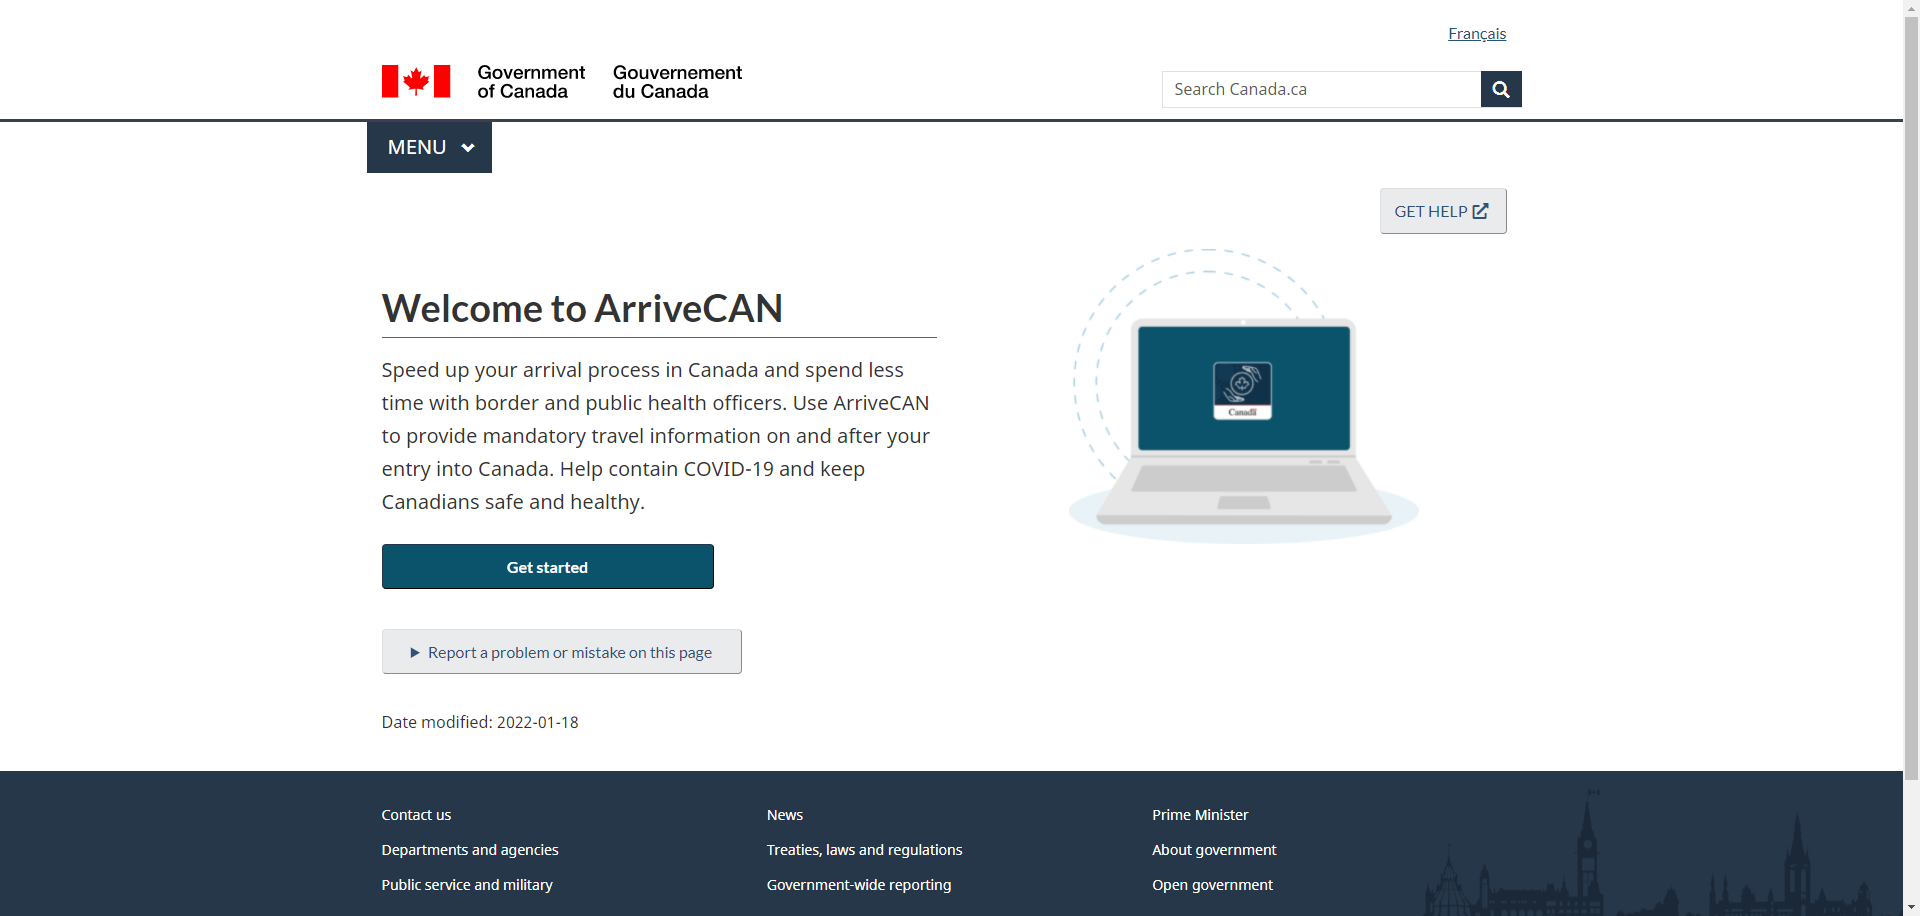 Français
Government
of Canada
Gouvernement
du Canada
Search Canada.ca
MENU
GET HELP
Welcome to ArriveCAN
Speed up your arrival process in Canada and spend less
time with border and public health officers. Use ArriveCAN
to provide mandatory travel information on and after your
entry into Canada. Help contain COVID-19 and keep
Canadians safe and healthy.
Canada
Get started
Report a problem or mistake on this page
Date modified: 2022-01-18
Contact us
News
Prime Minister
Departments and agencies
Treaties, laws and regulations
About government
Public service and military
Government-wide reporting
Open government